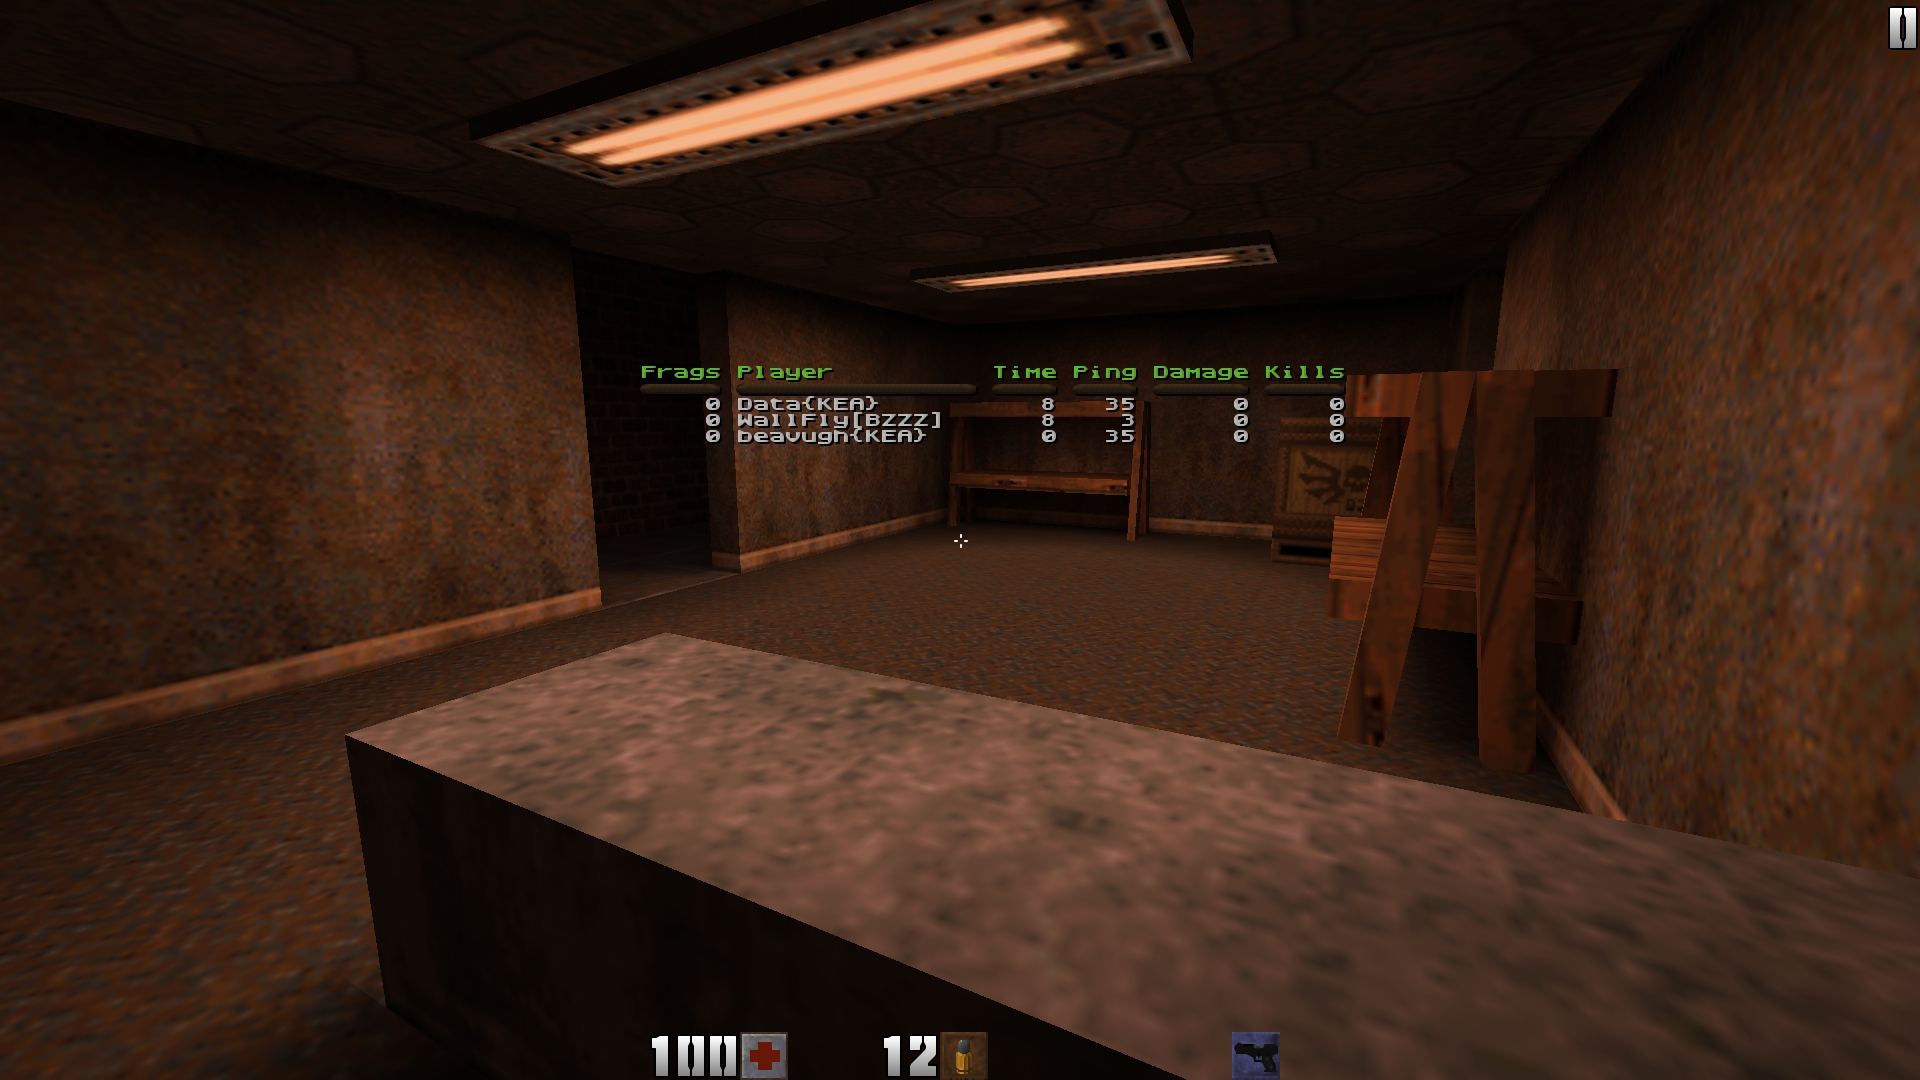 0
Frags Player Time Ping Damage Kills
0 Data{KEA} 8 35 0 0
0 WallFly[BZZZ] 8 3 0 0
0 beavugh{KEA} 0 35 0 0
100 12